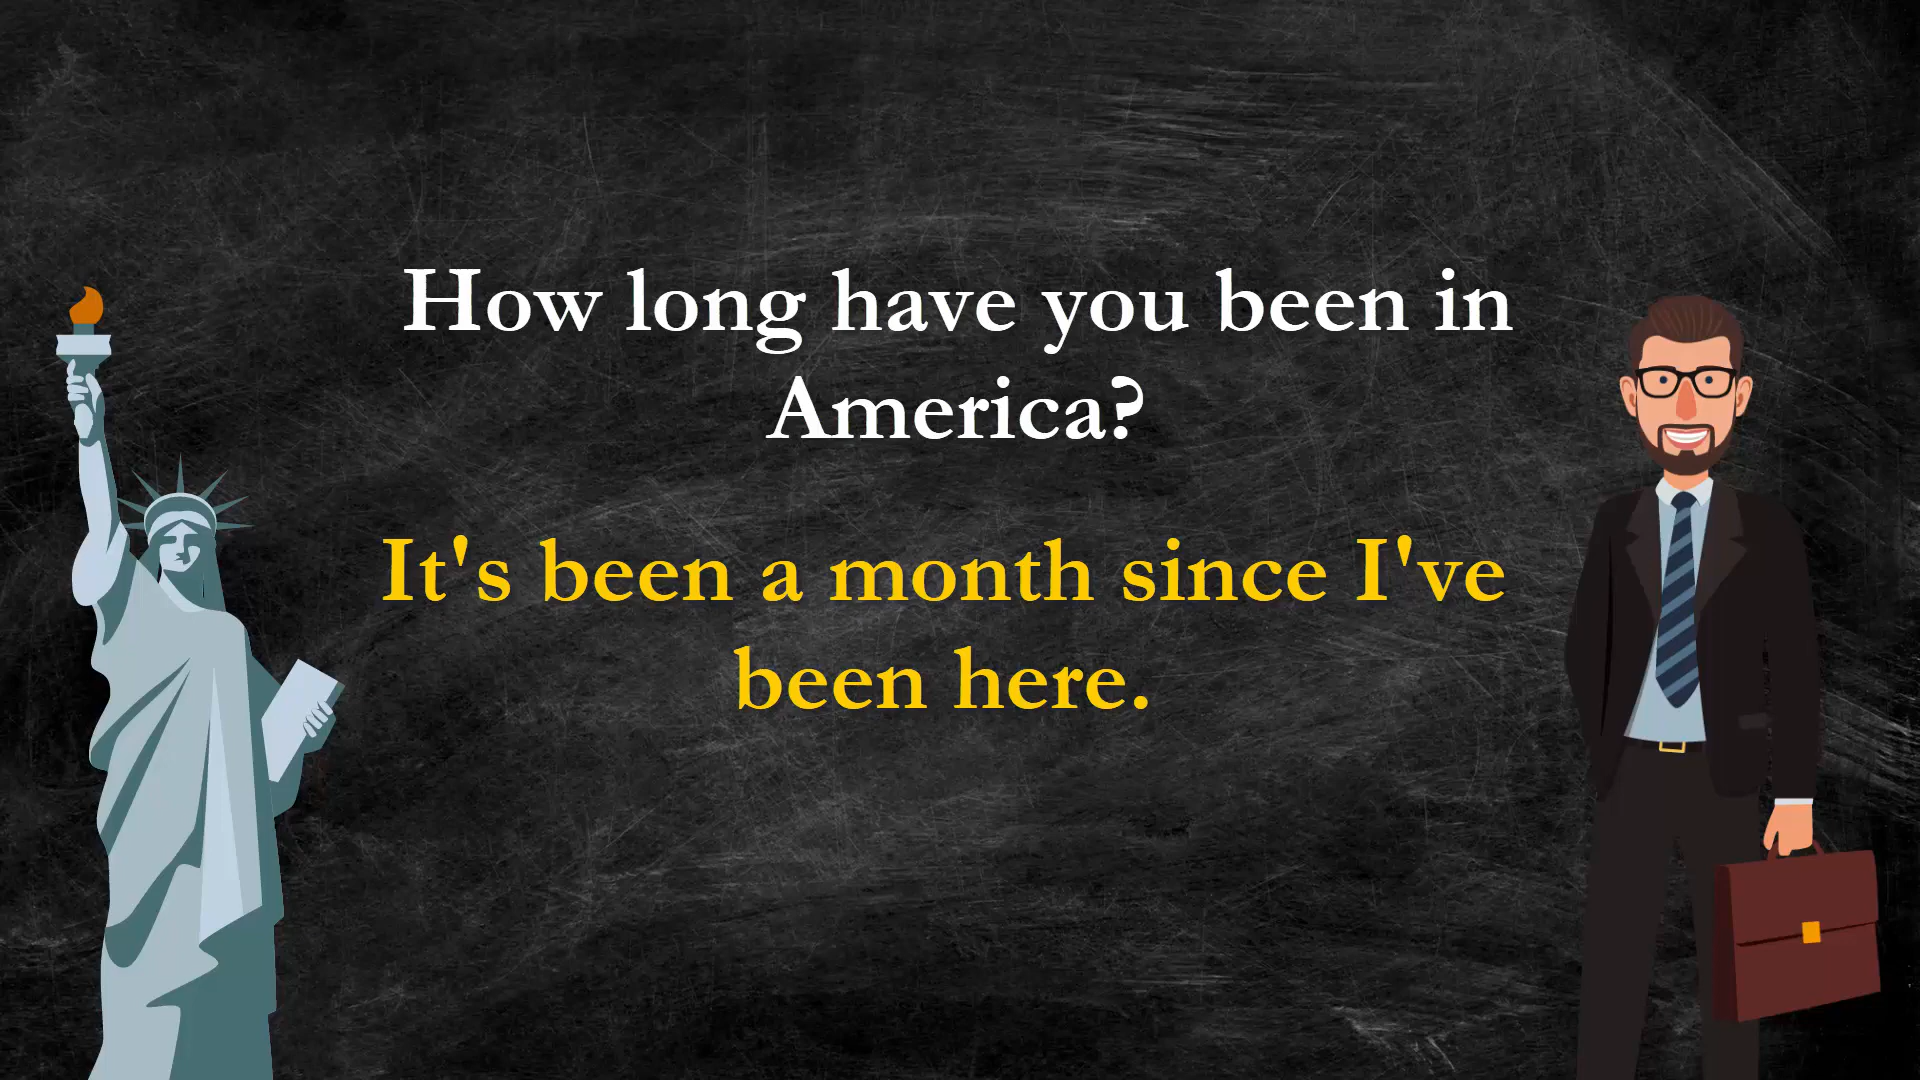 How long have you been in
America?
It's been a month since I've
been here.